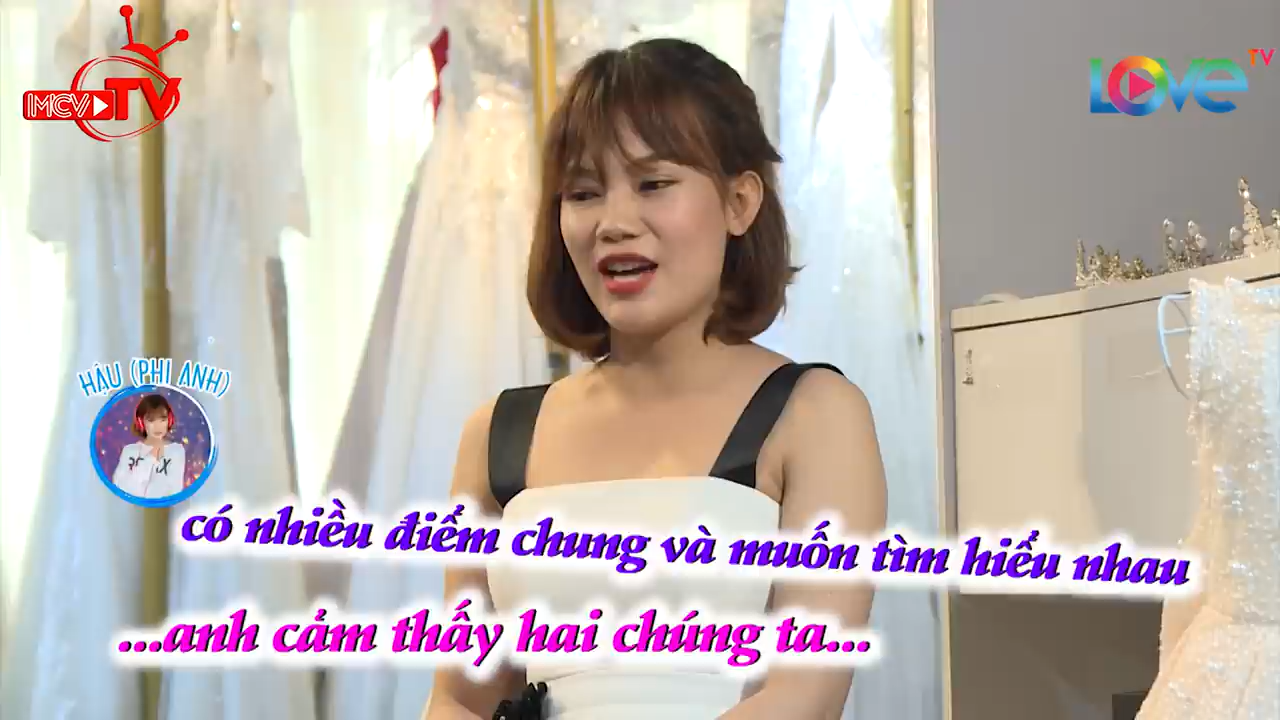 MCV TV
LOVE TV
HẬU (PHI ANH)
có nhiều điểm chung và muốn tìm hiểu nhau
...anh cảm thấy hai chúng ta...